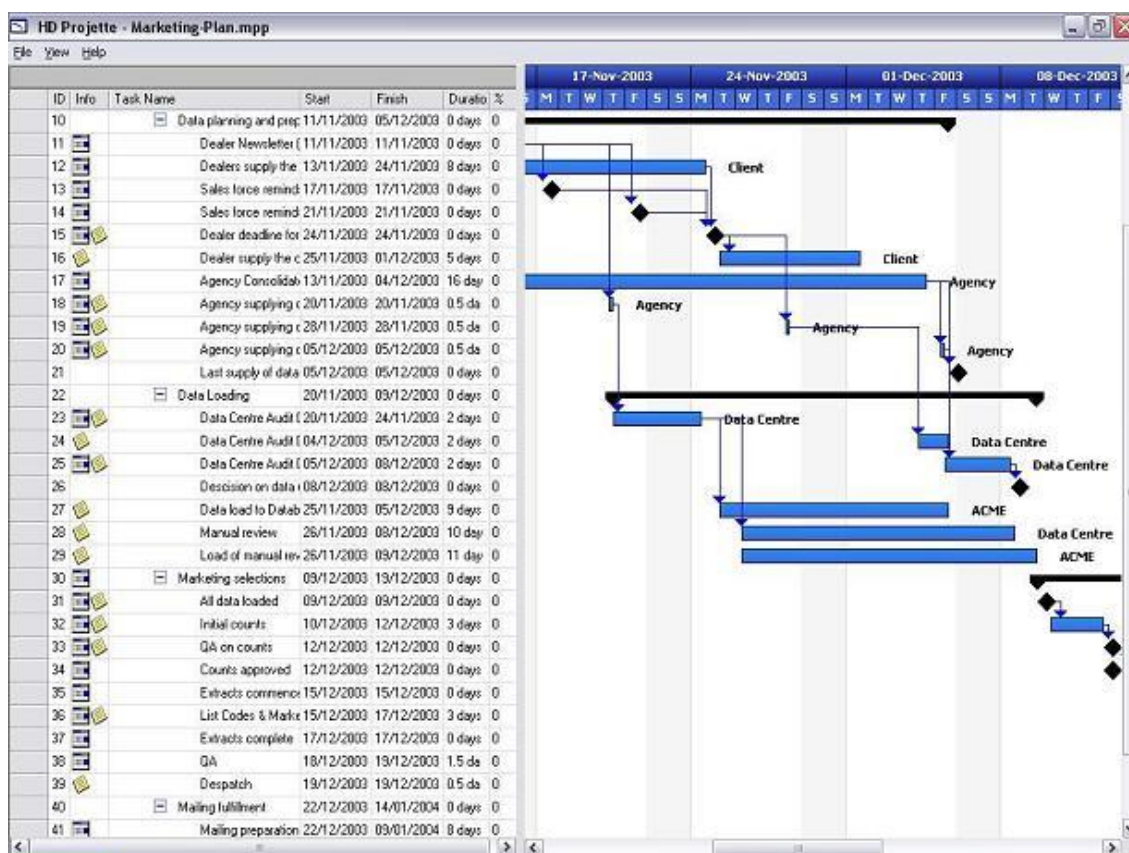 HD Projette - Marketing-Plan.mpp
File View Help
17-Nov-2003 24-Nov-2003 01-Dec-2003 08-Dec-2003
ID Info Task Name Start Finish Duratio %
S M T W T F S S M T W T F S S M T W T F S S M T W T F S
10 Data planning and prep 11/11/2003 05/12/2003 0 days 0
11 Dealer Newsletter ( 11/11/2003 11/11/2003 0 days 0
12 Dealers supply the 13/11/2003 24/11/2003 8 days 0 Client
13 Sales force remind 17/11/2003 17/11/2003 0 days 0
14 Sales force remind 21/11/2003 21/11/2003 0 days 0
15 Dealer deadline for 24/11/2003 24/11/2003 0 days 0
16 Dealer supply the c 25/11/2003 01/12/2003 5 days 0 Client
17 Agency Consolidat 13/11/2003 04/12/2003 16 day 0 Agency
18 Agency supplying c 20/11/2003 20/11/2003 0.5 da 0 Agency
19 Agency supplying c 28/11/2003 28/11/2003 0.5 da 0 Agency
20 Agency supplying c 05/12/2003 05/12/2003 0.5 da 0 Agency
21 Last supply of data 05/12/2003 05/12/2003 0 days 0
22 Data Loading 20/11/2003 09/12/2003 0 days 0
23 Data Centre Audit 20/11/2003 24/11/2003 2 days 0 Data Centre
24 Data Centre Audit 04/12/2003 05/12/2003 2 days 0 Data Centre
25 Data Centre Audit 05/12/2003 08/12/2003 2 days 0 Data Centre
26 Descision on data 08/12/2003 08/12/2003 0 days 0
27 Data load to Datab 25/11/2003 05/12/2003 9 days 0 ACME
28 Manual review 26/11/2003 08/12/2003 10 day 0 Data Centre
29 Load of manual rev 26/11/2003 09/12/2003 11 day 0 ACME
30 Marketing selections 09/12/2003 19/12/2003 0 days 0
31 All data loaded 09/12/2003 09/12/2003 0 days 0
32 Initial counts 10/12/2003 12/12/2003 3 days 0
33 QA on counts 12/12/2003 12/12/2003 0 days 0
34 Counts approved 12/12/2003 12/12/2003 0 days 0
35 Extracts commenc 15/12/2003 15/12/2003 0 days 0
36 List Codes & Marke 15/12/2003 17/12/2003 3 days 0
37 Extracts complete 17/12/2003 17/12/2003 0 days 0
38 QA 18/12/2003 19/12/2003 1.5 da 0
39 Despatch 19/12/2003 19/12/2003 0.5 da 0
40 Mailing fulfilment 22/12/2003 14/01/2004 0 days 0
41 Mailing preparation 22/12/2003 09/01/2004 8 days 0